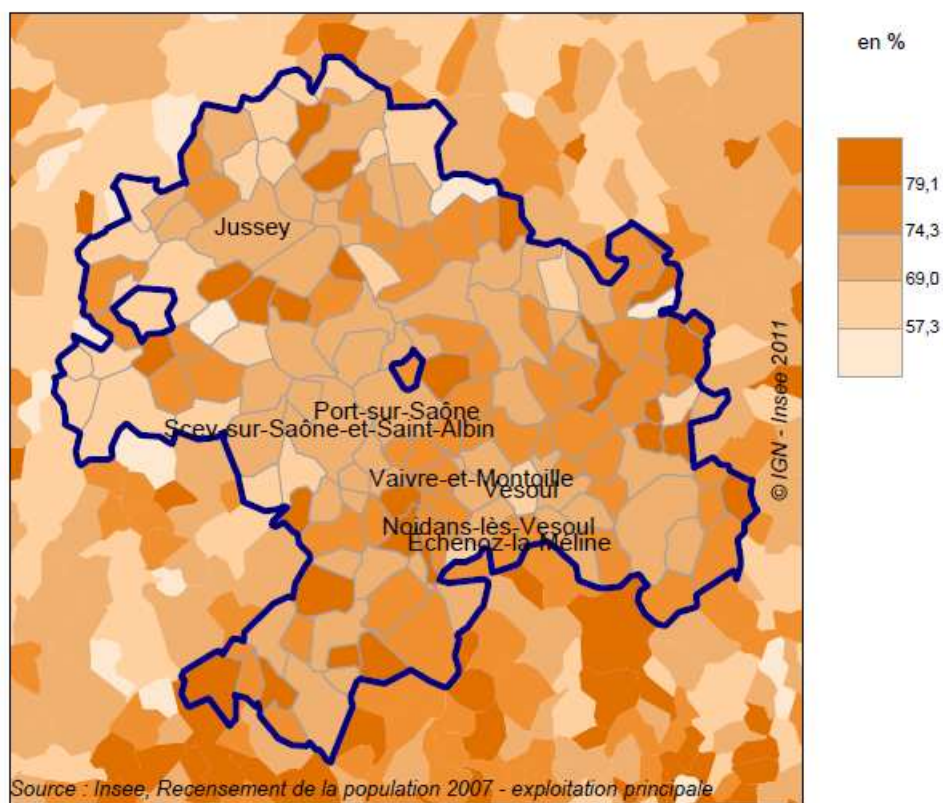 en %
79,1
74,3
69,0
57,3
Jussey
Port-sur-Saône
Scey-sur-Saône-et-Saint-Albin
Vaivre-et-Montoille
Vesoul
Noidans-lès-Vesoul
Échenoz-la-Méline
© IGN - Insee 2011
Source : Insee, Recensement de la population 2007 - exploitation principale